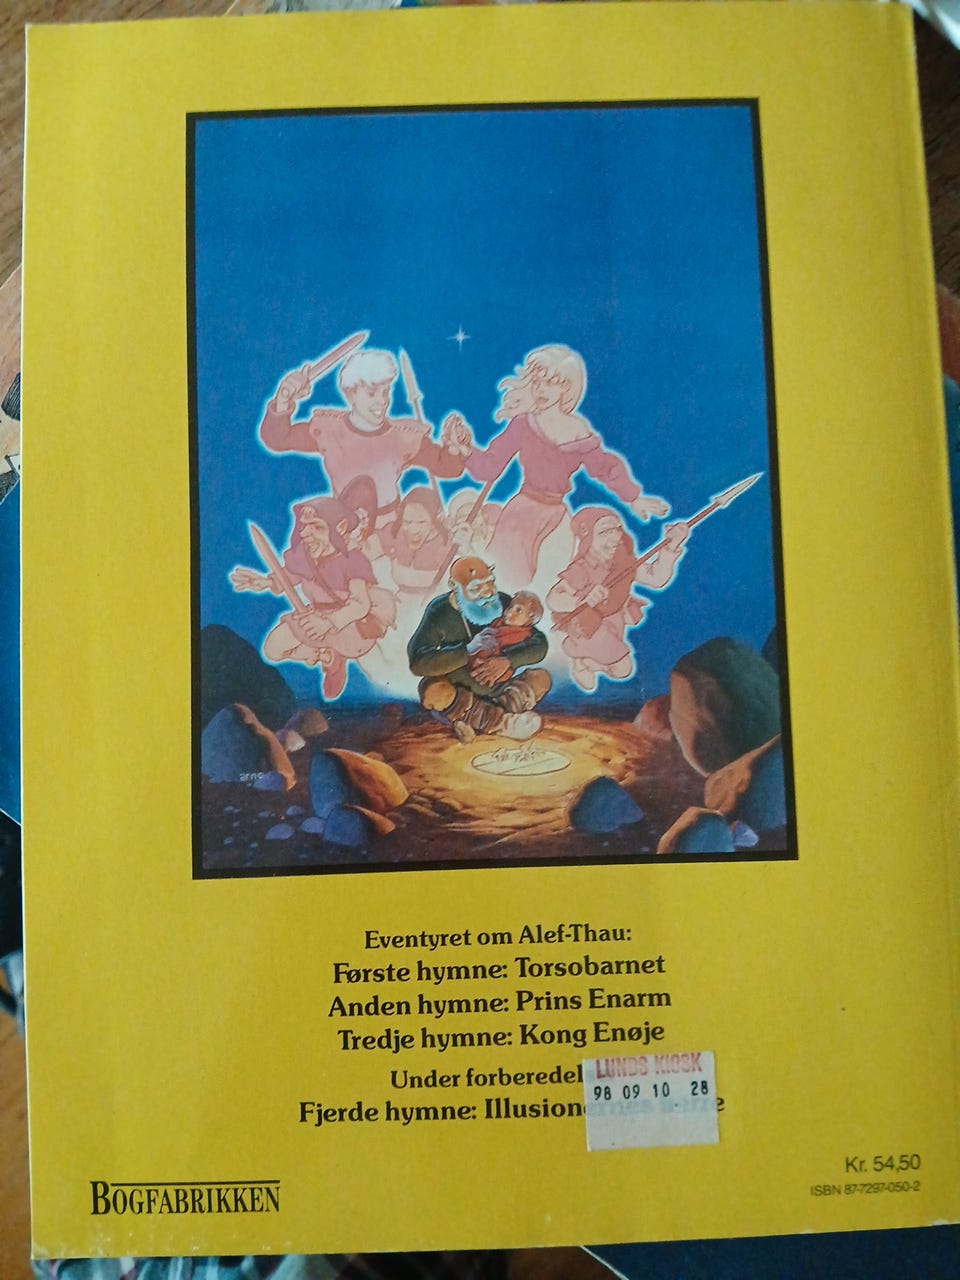 arno
Eventyret om Alef-Thau:
Første hymne: Torsobarnet
Anden hymne: Prins Enarm
Tredje hymne: Kong Enøje
Under forberedel
LUNDS KIOSK
98 09 10 28
Fjerde hymne: Illusionernes
Kr. 54,50
ISBN 87-7297-050-2
BOGFABRIKKEN